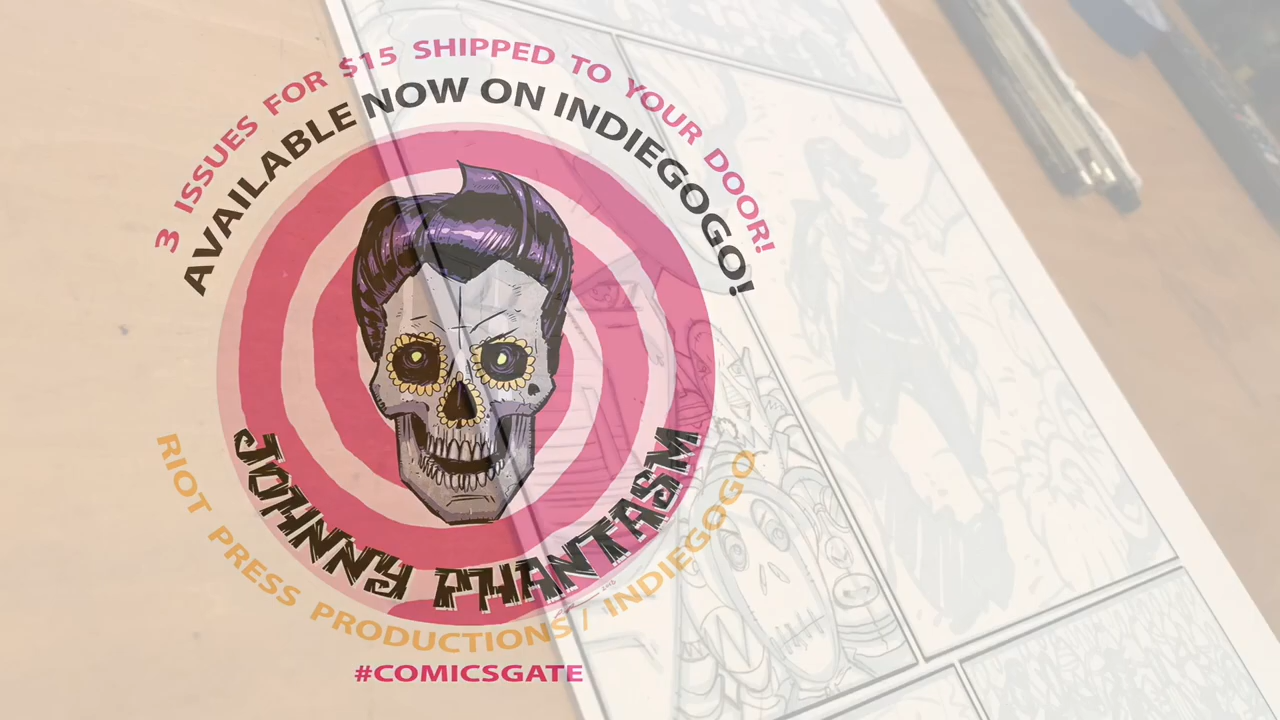 3 ISSUES FOR $15 SHIPPED TO YOUR DOOR!
AVAILABLE NOW ON INDIEGOGO!
JOHNNY PHANTASM
RIOT PRESS PRODUCTIONS / INDIEGOGO
#COMICSGATE